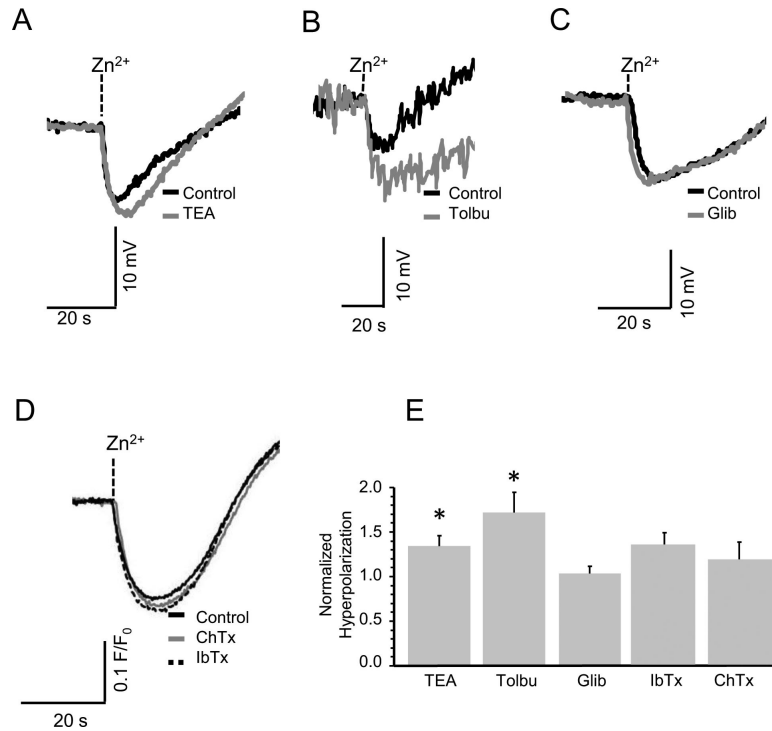 A
Zn²⁺
Control
TEA
10 mV
20 s
B
Zn²⁺
Control
Tolbu
10 mV
20 s
C
Zn²⁺
Control
Glib
10 mV
20 s
D
Zn²⁺
Control
ChTx
IbTx
0.1 F/F₀
20 s
E
Normalized
Hyperpolarization
2.0
1.5
1.0
0.5
0.0
*
*
TEA
Tolbu
Glib
IbTx
ChTx